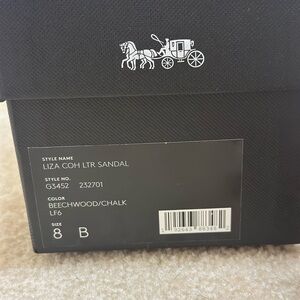 STYLE NAME
LIZA COH LTR SANDAL
STYLE NO.
G3452 232701
COLOR
BEECHWOOD/CHALK
LF6
SIZE
8 B